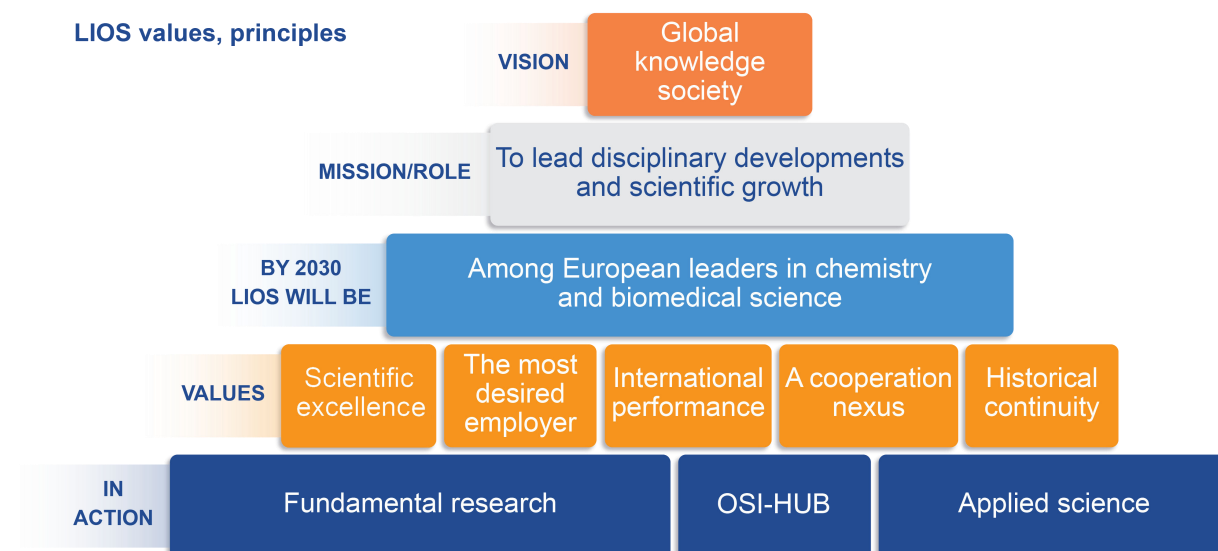 LIOS values, principles
VISION
Global
knowledge
society
MISSION/ROLE
To lead disciplinary developments
and scientific growth
BY 2030
LIOS WILL BE
Among European leaders in chemistry
and biomedical science
VALUES
Scientific
excellence
The most
desired
employer
International
performance
A cooperation
nexus
Historical
continuity
IN
ACTION
Fundamental research
OSI-HUB
Applied science